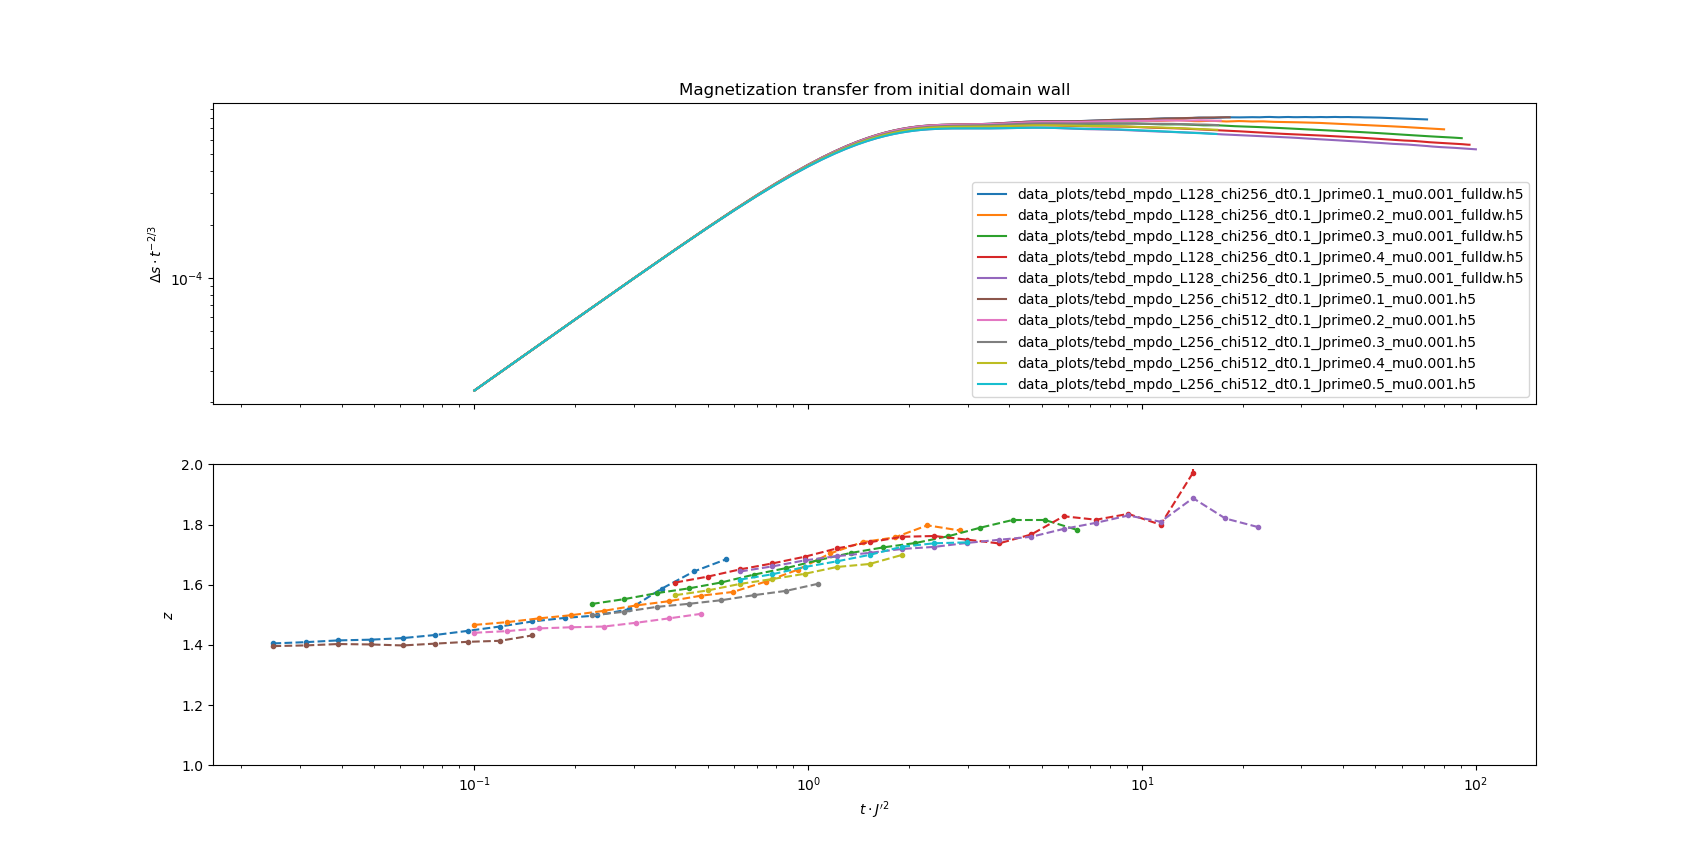 Magnetization transfer from initial domain wall
Δs · t^{-2/3}
10^{-4}
data_plots/tebd_mpdo_L128_chi256_dt0.1_Jprime0.1_mu0.001_fulldw.h5
data_plots/tebd_mpdo_L128_chi256_dt0.1_Jprime0.2_mu0.001_fulldw.h5
data_plots/tebd_mpdo_L128_chi256_dt0.1_Jprime0.3_mu0.001_fulldw.h5
data_plots/tebd_mpdo_L128_chi256_dt0.1_Jprime0.4_mu0.001_fulldw.h5
data_plots/tebd_mpdo_L128_chi256_dt0.1_Jprime0.5_mu0.001_fulldw.h5
data_plots/tebd_mpdo_L256_chi512_dt0.1_Jprime0.1_mu0.001.h5
data_plots/tebd_mpdo_L256_chi512_dt0.1_Jprime0.2_mu0.001.h5
data_plots/tebd_mpdo_L256_chi512_dt0.1_Jprime0.3_mu0.001.h5
data_plots/tebd_mpdo_L256_chi512_dt0.1_Jprime0.4_mu0.001.h5
data_plots/tebd_mpdo_L256_chi512_dt0.1_Jprime0.5_mu0.001.h5
2.0
1.8
1.6
z
1.4
1.2
1.0
10^{-1} 10^{0} 10^{1} 10^{2}
t · J′^{2}